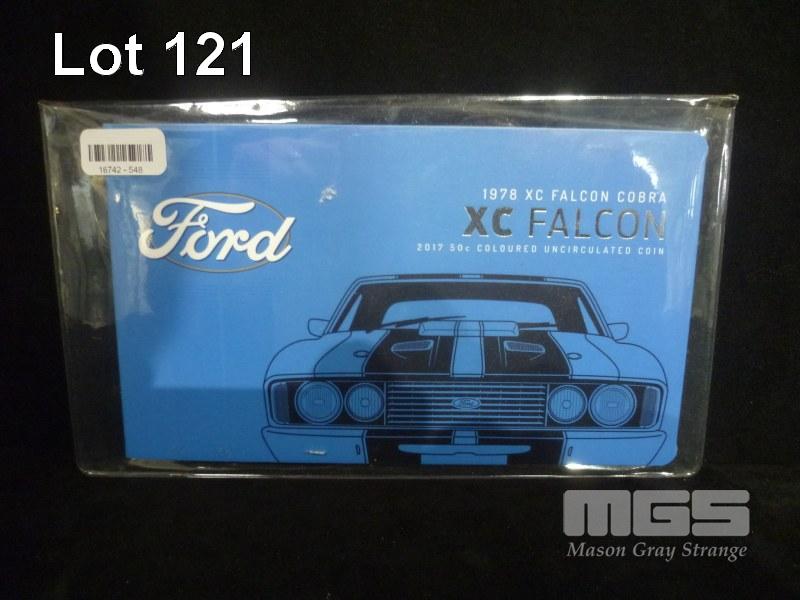 Lot 121
16742 - 548
Ford
1978 XC FALCON COBRA
XC FALCON
2017 50c COLOURED UNCIRCULATED COIN
Ford
MGS
Mason Gray Strange